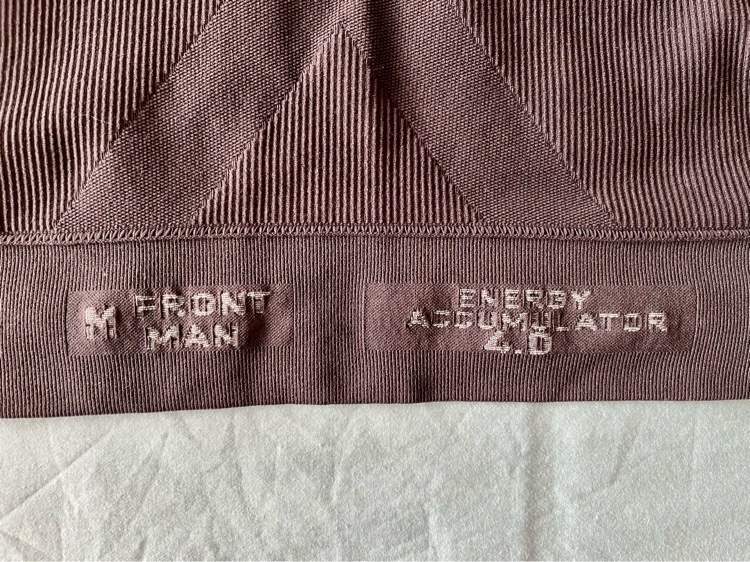 M FRONT
MAN
ENERGY
ACCUMULATOR
4.0